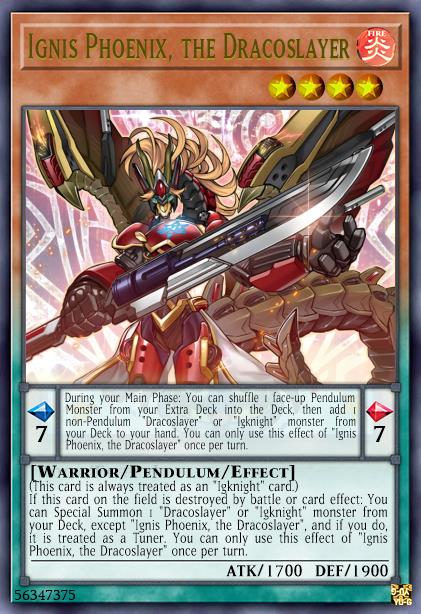 Ignis Phoenix, the Dracoslayer
FIRE
炎
During your Main Phase: You can shuffle 1 face-up Pendulum
Monster from your Extra Deck into the Deck, then add 1
non-Pendulum "Dracoslayer" or "Igknight" monster from
your Deck to your hand. You can only use this effect of "Ignis
Phoenix, the Dracoslayer" once per turn.
7
7
[Warrior/Pendulum/Effect]
(This card is always treated as an "Igknight" card.)
If this card on the field is destroyed by battle or card effect: You
can Special Summon 1 "Dracoslayer" or "Igknight" monster from
your Deck, except "Ignis Phoenix, the Dracoslayer", and if you do,
it is treated as a Tuner. You can only use this effect of "Ignis
Phoenix, the Dracoslayer" once per turn.
ATK/1700 DEF/1900
56347375